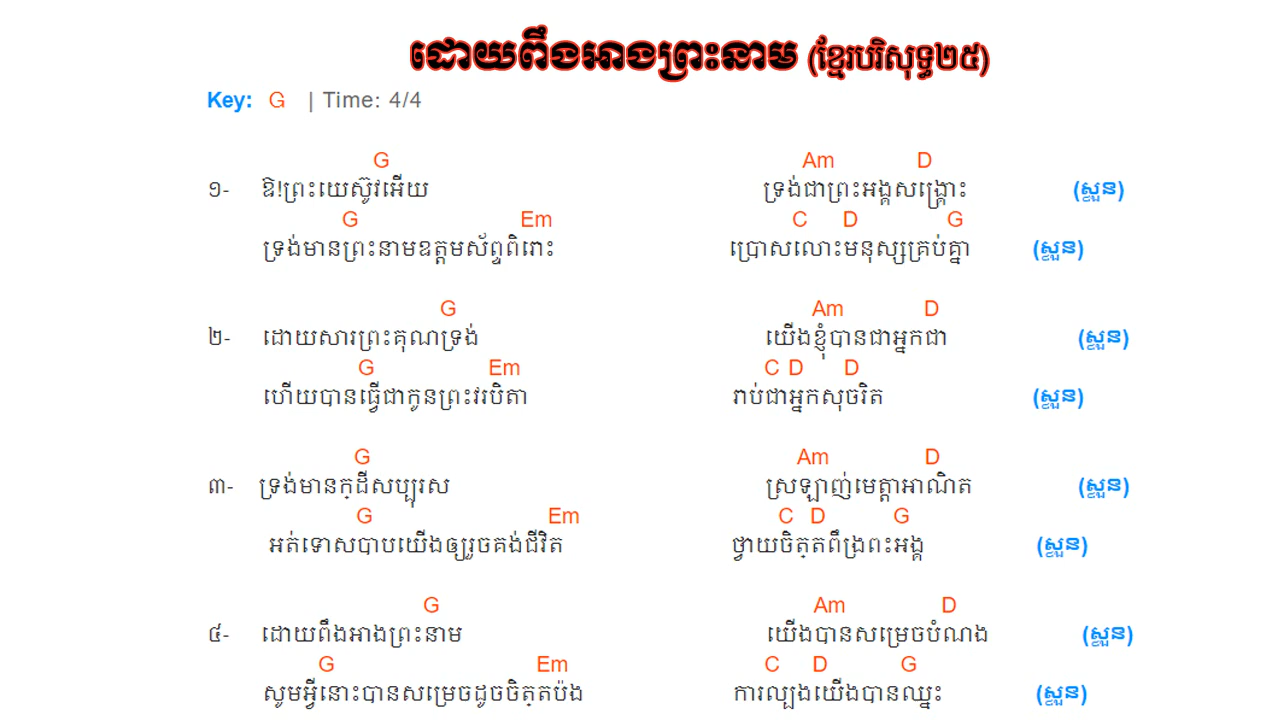 ដោយពឹងអាងព្រះនាម (ខ្មែរបរិសុទ្ធ២៥)
Key: G | Time: 4/4
G Am D
១- ឱ!ព្រះយេស៊ូវអើយ ទ្រង់ជាព្រះអង្គសង្គ្រោះ (ស្ងួន)
G Em C D G
ទ្រង់មានព្រះនាមឧត្តមស័ព្ទពិរោះ ប្រោសលោះមនុស្សគ្រប់គ្នា (ស្ងួន)
G Am D
២- ដោយសារព្រះគុណទ្រង់ យើងខ្ញុំបានជាអ្នកជា (ស្ងួន)
G Em C D D
ហើយបានធ្វើជាកូនព្រះវរបិតា រាប់ជាអ្នកសុចរិត (ស្ងួន)
G Am D
៣- ទ្រង់មានក្ដីសប្បុរស ស្រឡាញ់មេត្តាអាណិត (ស្ងួន)
G Em C D G
អត់ទោសបាបយើងឲ្យរួចគង់ជីវិត ថ្វាយចិត្តពឹង្រពះអង្គ (ស្ងួន)
G Am D
៤- ដោយពឹងអាងព្រះនាម យើងបានសម្រេចបំណង (ស្ងួន)
G Em C D G
សូមអ្វីនោះបានសម្រេចដូចចិត្តប៉ង ការល្បងយើងបានឈ្នះ (ស្ងួន)